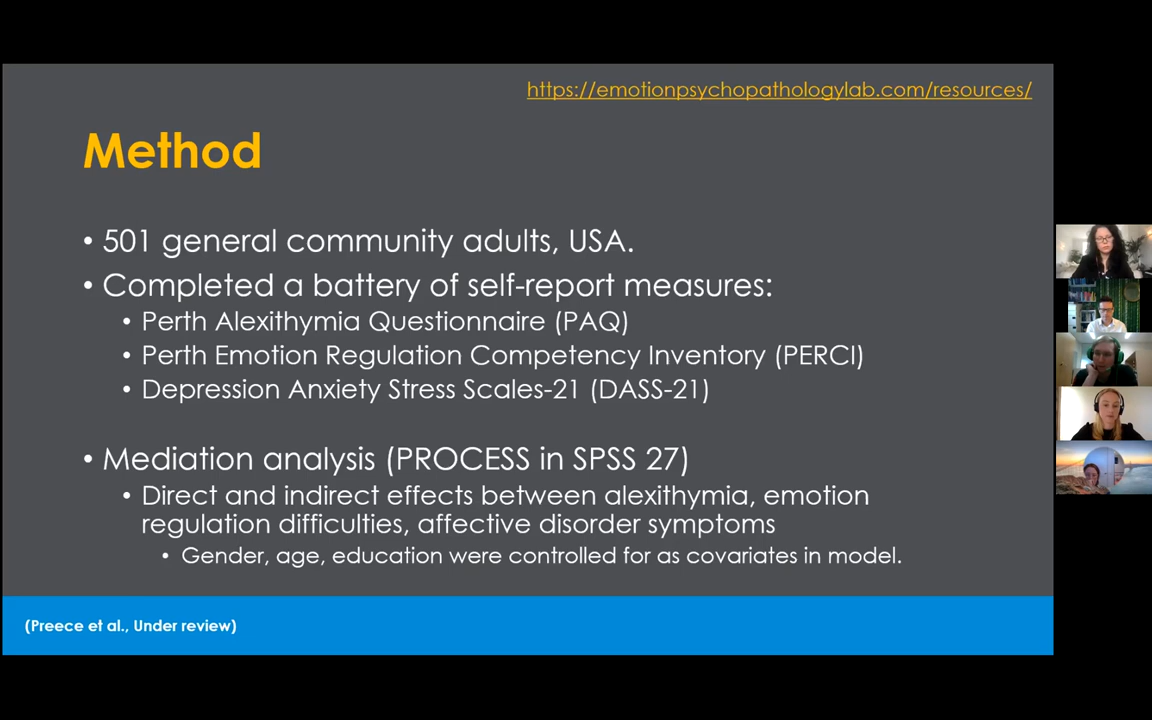 https://emotionpsychopathologylab.com/resources/
Method
• 501 general community adults, USA.
• Completed a battery of self-report measures:
• Perth Alexithymia Questionnaire (PAQ)
• Perth Emotion Regulation Competency Inventory (PERCI)
• Depression Anxiety Stress Scales-21 (DASS-21)
• Mediation analysis (PROCESS in SPSS 27)
• Direct and indirect effects between alexithymia, emotion
regulation difficulties, affective disorder symptoms
• Gender, age, education were controlled for as covariates in model.
(Preece et al., Under review)